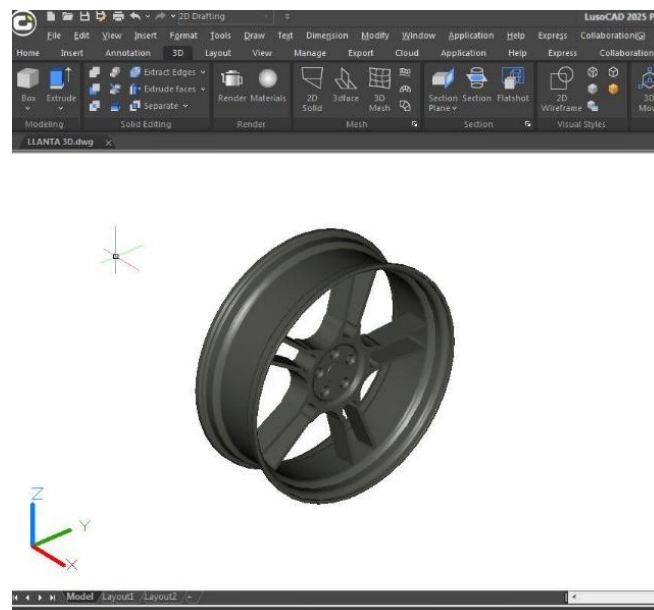 2D Drafting
LusoCAD 2025 P
File Edit View Insert Format Tools Draw Text Dimension Modify Window Application Help Express Collaboration(G)
Home Insert Annotation 3D Layout View Manage Export Cloud Application Help Express Collaboration
Extract Edges
Extrude faces
Separate
Box Extrude
Render Materials
2D Solid 3dface 3D Mesh
Section Plane Section Flatshot
2D Wireframe
3D Mov
Modeling Solid Editing Render Mesh Section Visual Styles
LLANTA 3D.dwg
Z
Y
X
Model Layout1 Layout2